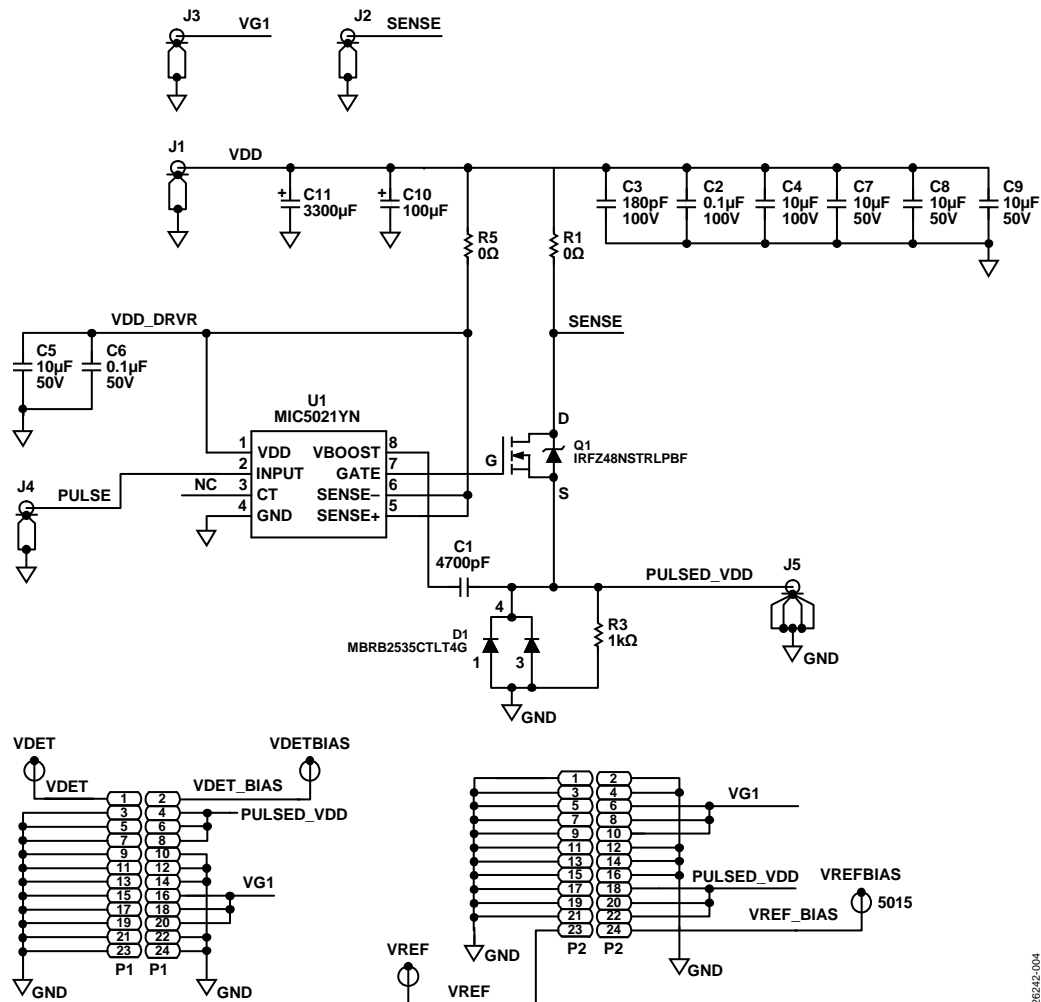 J3
VG1
J2
SENSE
J1
VDD
C11
3300µF
C10
100µF
R5
0Ω
R1
0Ω
C3
180pF
100V
C2
0.1µF
100V
C4
10µF
100V
C7
10µF
50V
C8
10µF
50V
C9
10µF
50V
+
+
VDD_DRVR
SENSE
C5
10µF
50V
C6
0.1µF
50V
U1
MIC5021YN
1 VDD VBOOST 8
2 INPUT GATE 7
3 CT SENSE– 6
4 GND SENSE+ 5
NC
J4
PULSE
D
G
S
Q1
IRFZ48NSTRLPBF
C1
4700pF
PULSED_VDD
J5
GND
4
D1
MBRB2535CTLT4G
1
3
R3
1kΩ
GND
VDET
VDETBIAS
VDET
VDET_BIAS
1 2
3 4
5 6
7 8
9 10
11 12
13 14
15 16
17 18
19 20
21 22
23 24
P1 P1
PULSED_VDD
VG1
GND
GND
1 2
3 4
5 6
7 8
9 10
11 12
13 14
15 16
17 18
19 20
21 22
23 24
P2 P2
VG1
PULSED_VDD
VREFBIAS
5015
VREF_BIAS
GND
GND
VREF
VREF
26242-004